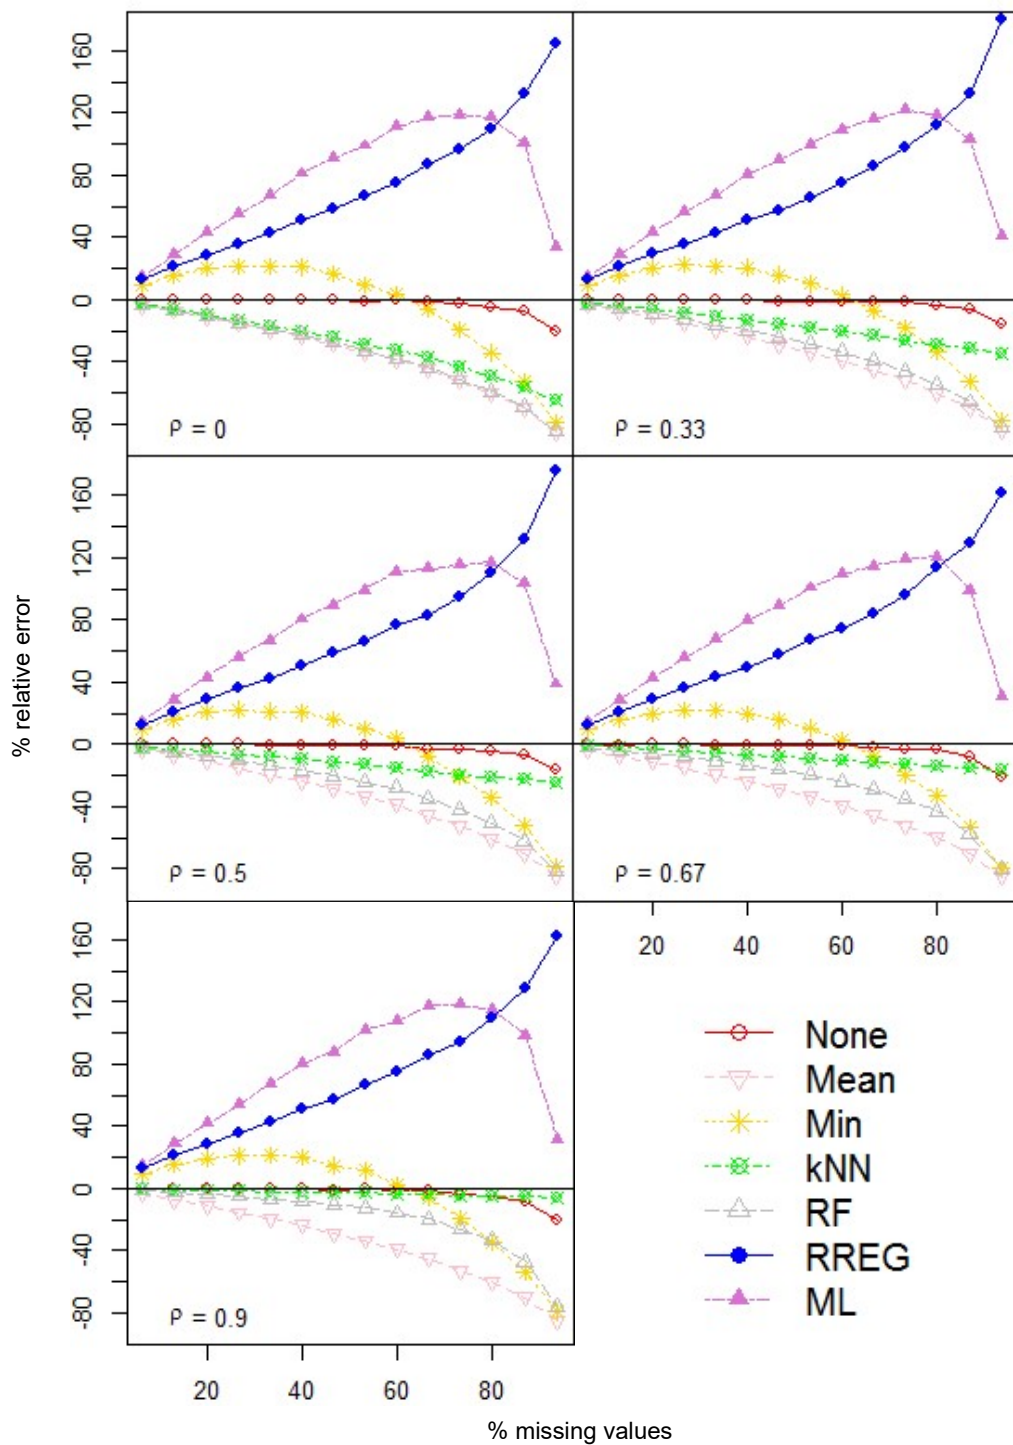 160
120
80
40
0
-40
-80
ρ = 0
ρ = 0.33
160
120
80
40
0
-40
-80
ρ = 0.5
ρ = 0.67
% relative error
20 40 60 80
160
120
80
40
0
-40
-80
ρ = 0.9
None
Mean
Min
kNN
RF
RREG
ML
20 40 60 80
% missing values